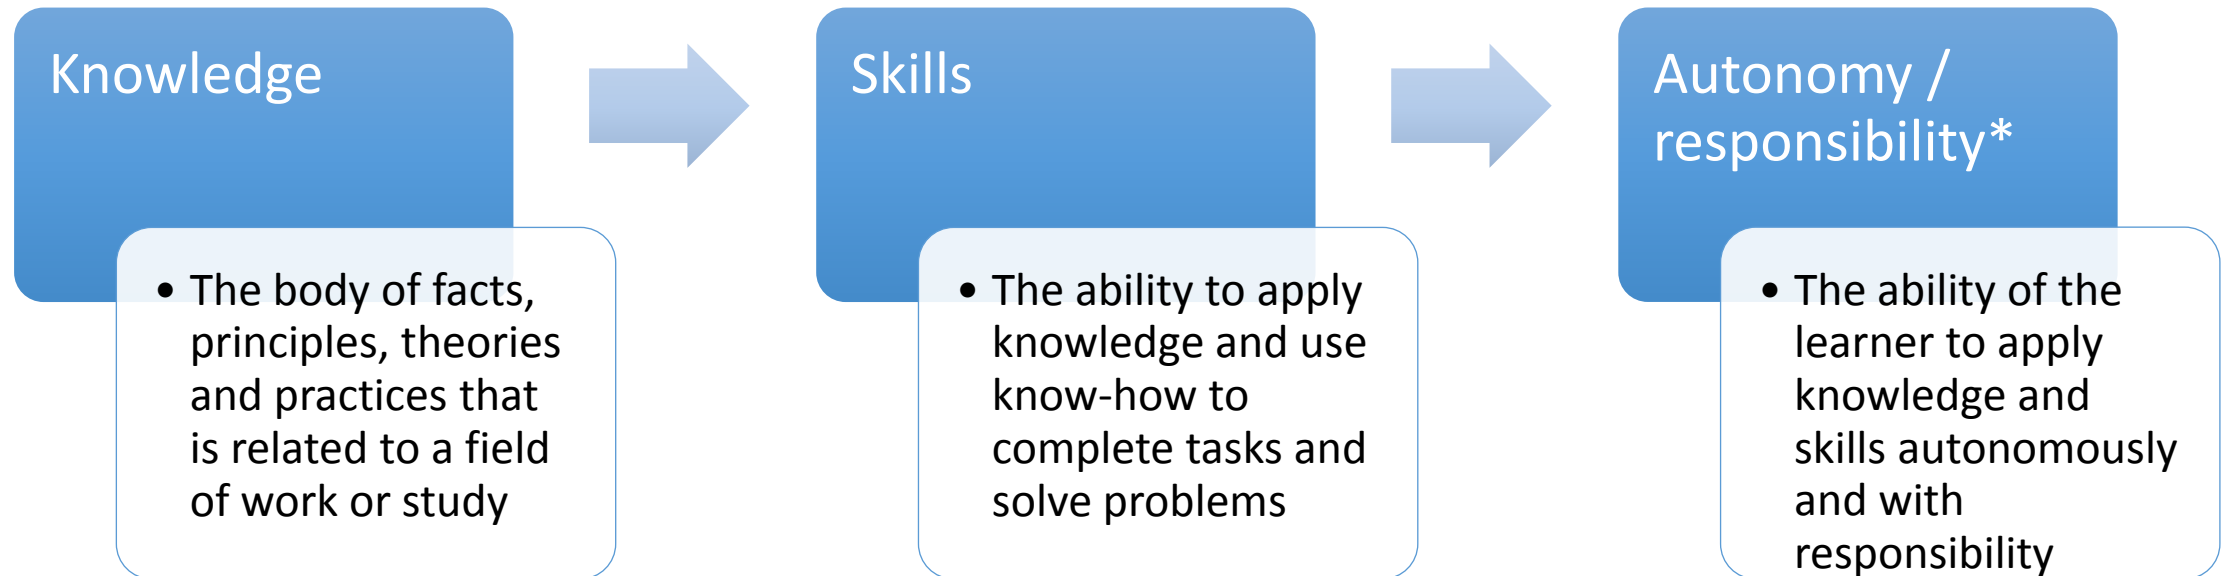 Knowledge
• The body of facts,
principles, theories
and practices that
is related to a field
of work or study
Skills
• The ability to apply
knowledge and use
know-how to
complete tasks and
solve problems
Autonomy /
responsibility*
• The ability of the
learner to apply
knowledge and
skills autonomously
and with
responsibility